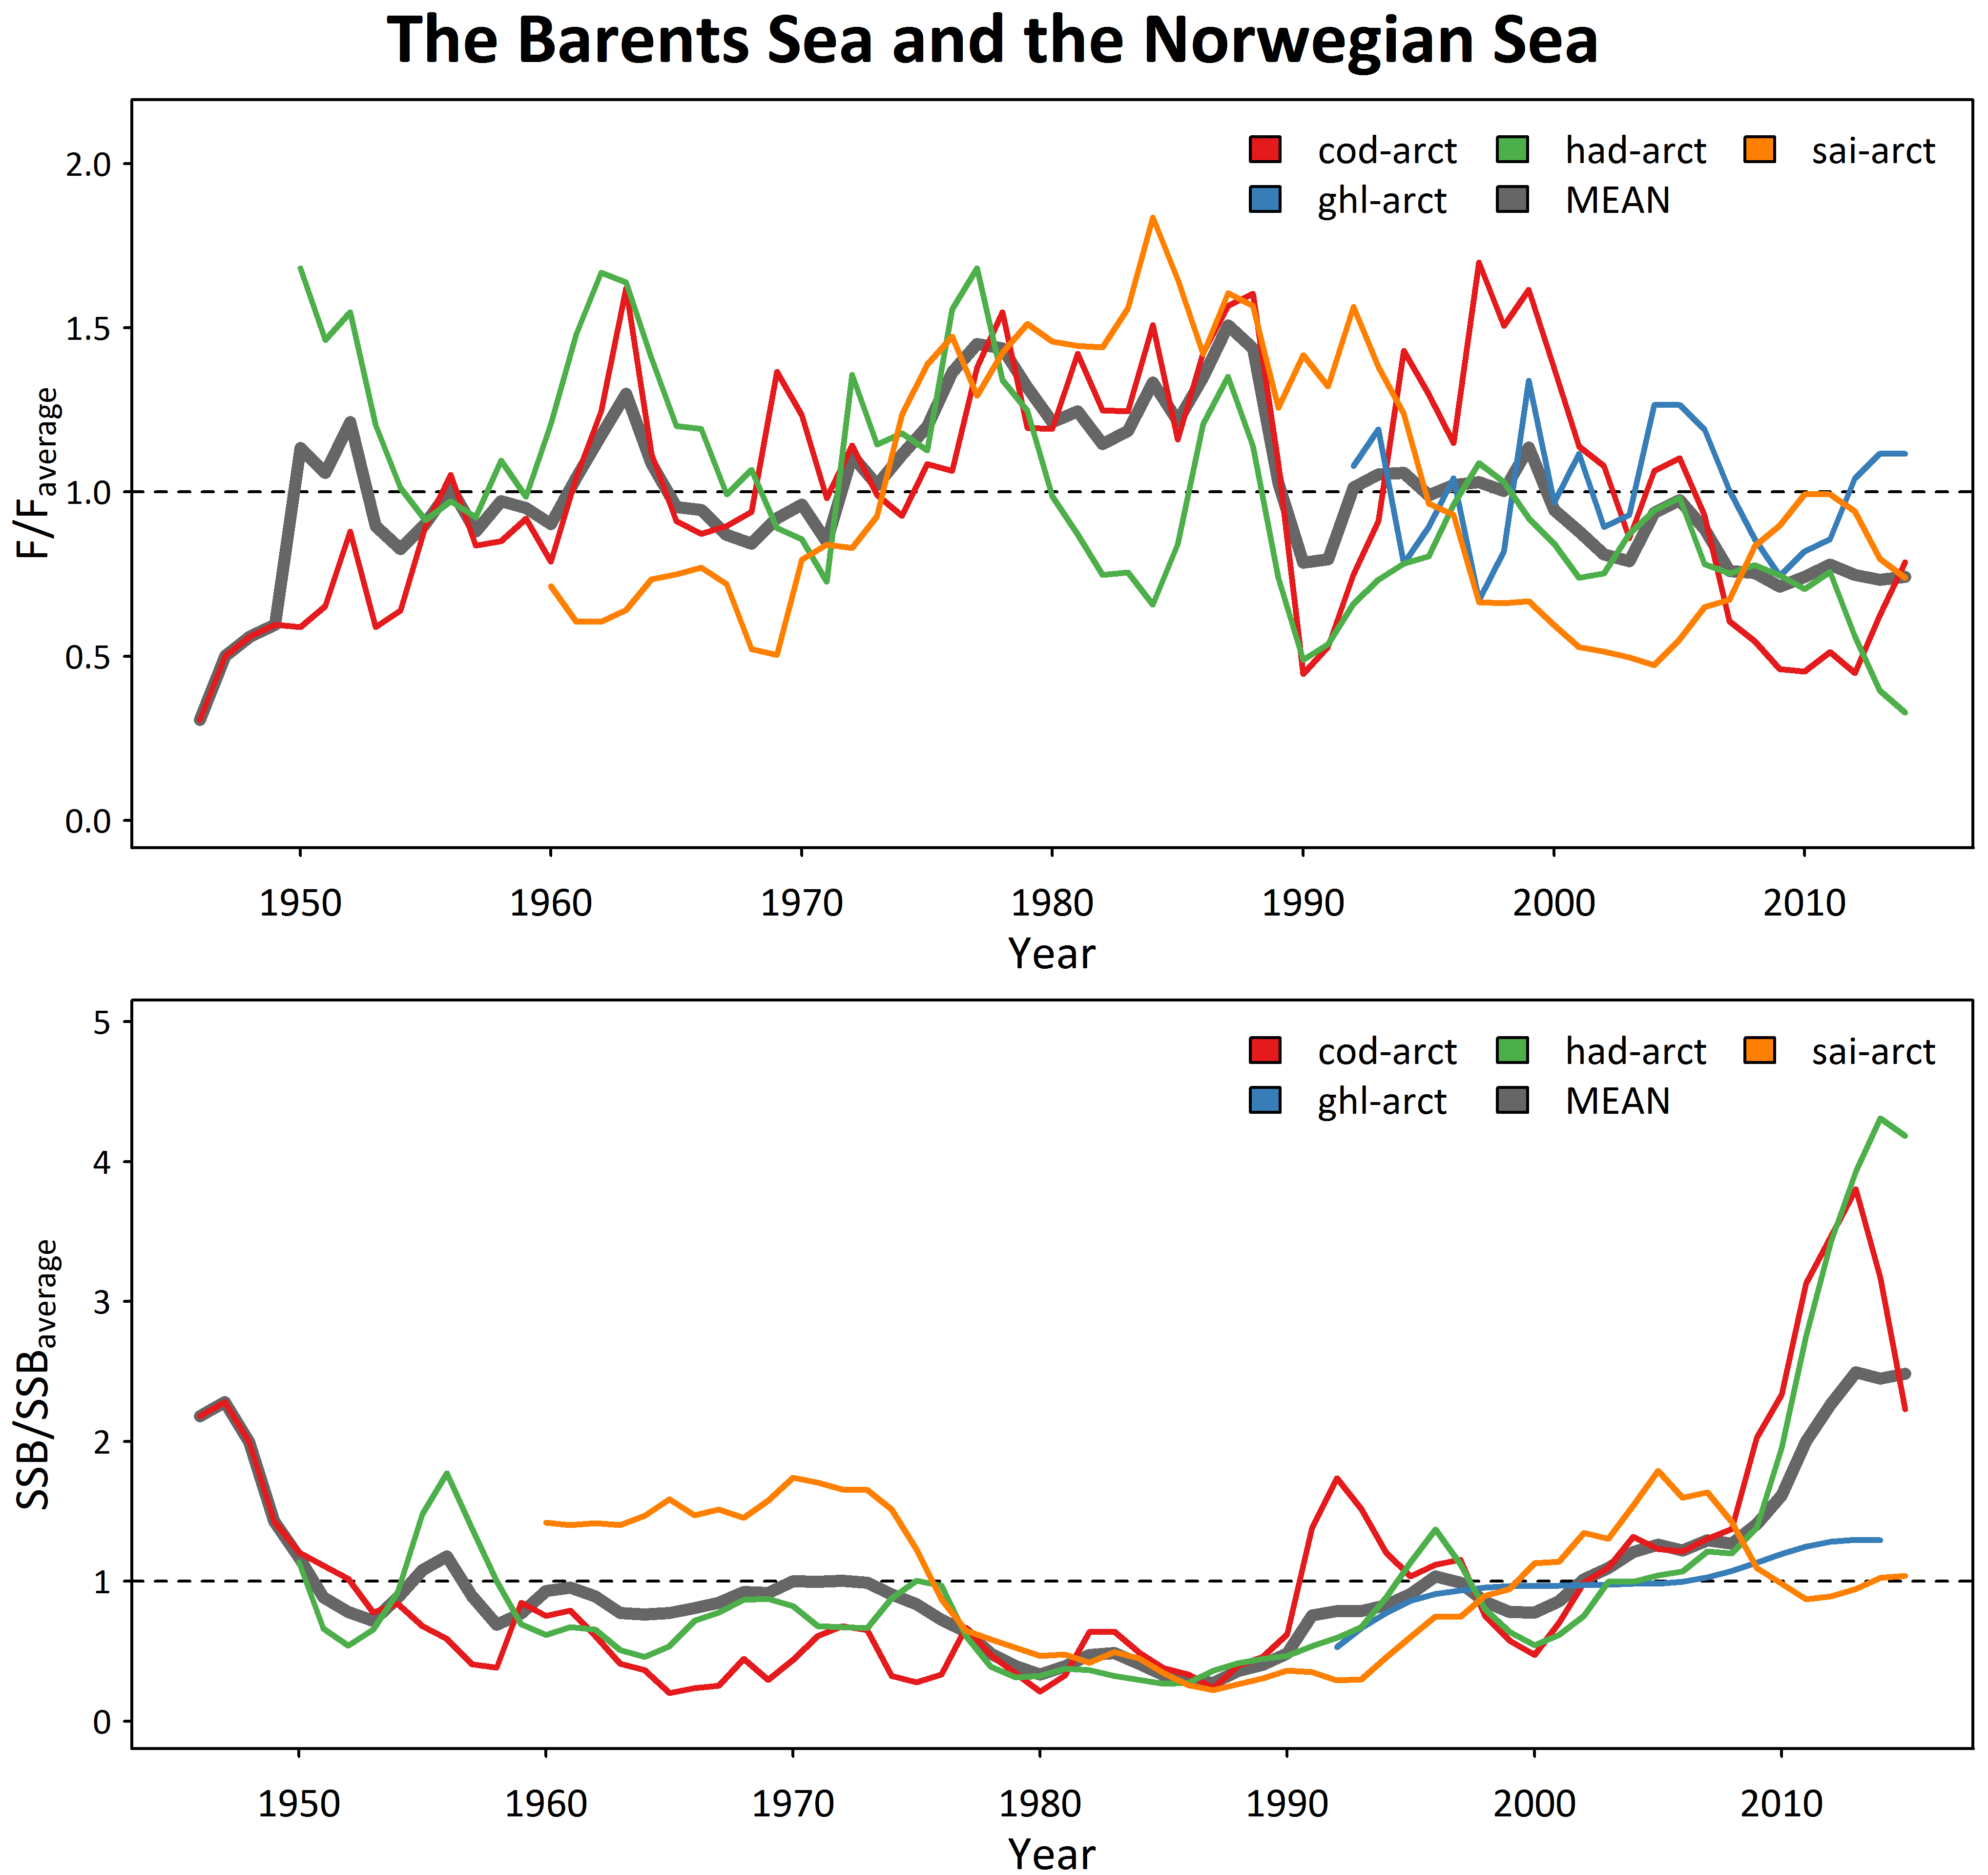 The Barents Sea and the Norwegian Sea
cod-arct had-arct sai-arct
ghl-arct MEAN
F/Faverage
2.0
1.5
1.0
0.5
0.0
1950 1960 1970 1980 1990 2000 2010
Year
cod-arct had-arct sai-arct
ghl-arct MEAN
SSB/SSBaverage
5
4
3
2
1
0
1950 1960 1970 1980 1990 2000 2010
Year